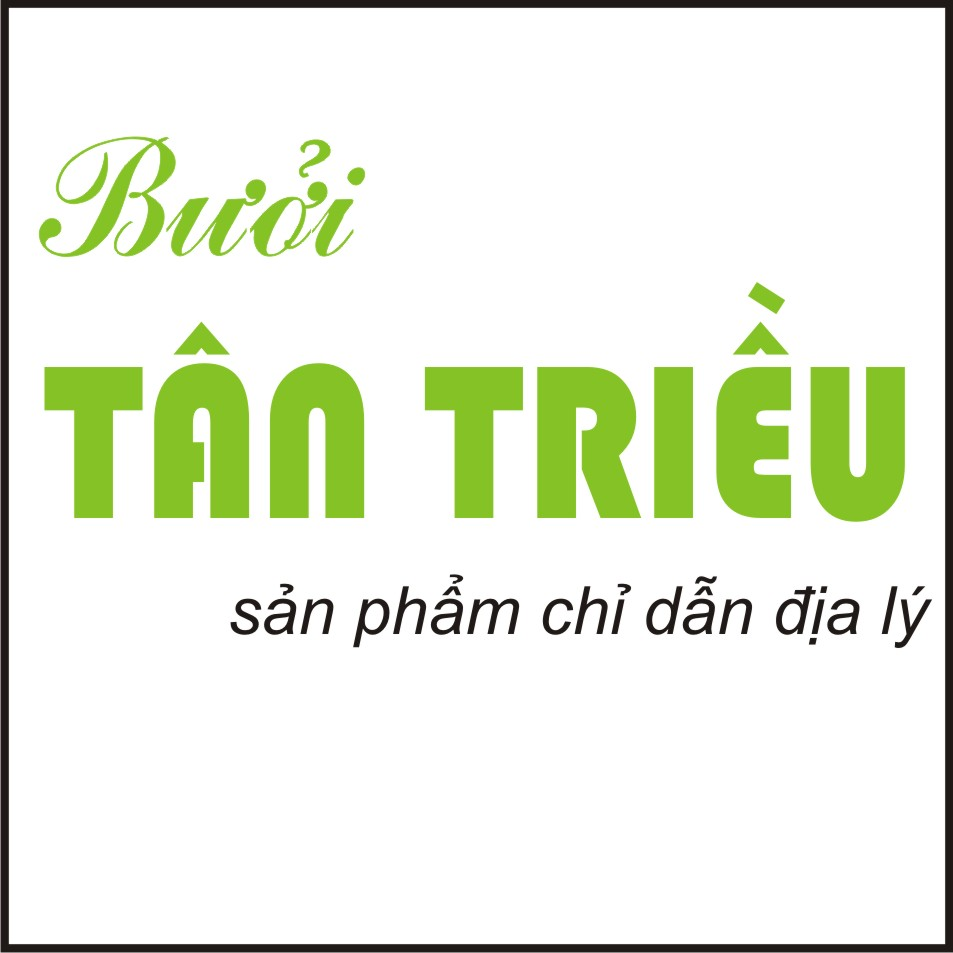 Bưởi
TÂN TRIỀU
sản phẩm chỉ dẫn địa lý